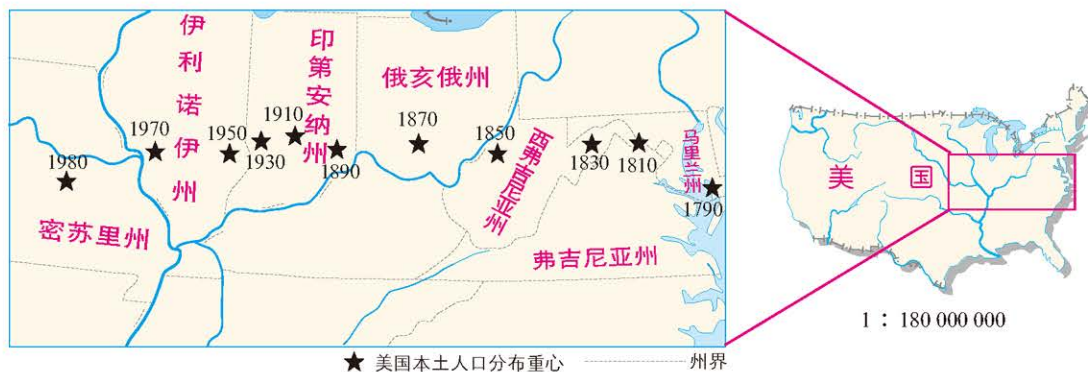 伊利诺伊州
印第安纳州
俄亥俄州
西弗吉尼亚州
马里兰州
密苏里州
弗吉尼亚州
1980
1970
1950
1930
1910
1890
1870
1850
1830
1810
1790
美国
1：180 000 000
美国本土人口分布重心
州界